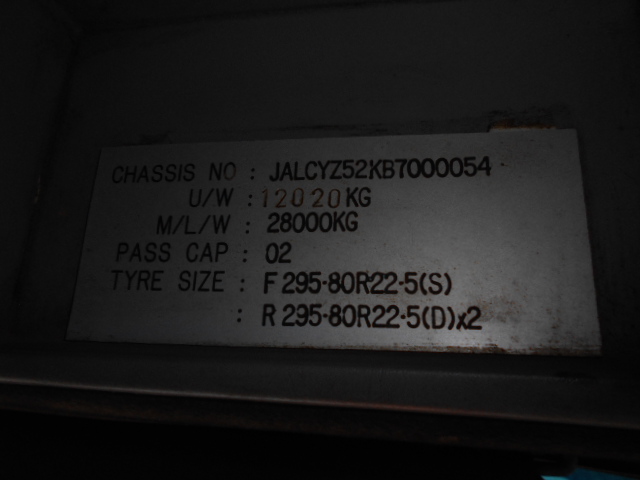 CHASSIS NO : JALCYZ52KB7000054
U/W : 12020KG
M/L/W : 28000KG
PASS CAP : 02
TYRE SIZE : F 295-80R22-5(S)
: R 295-80R22-5(D)x2